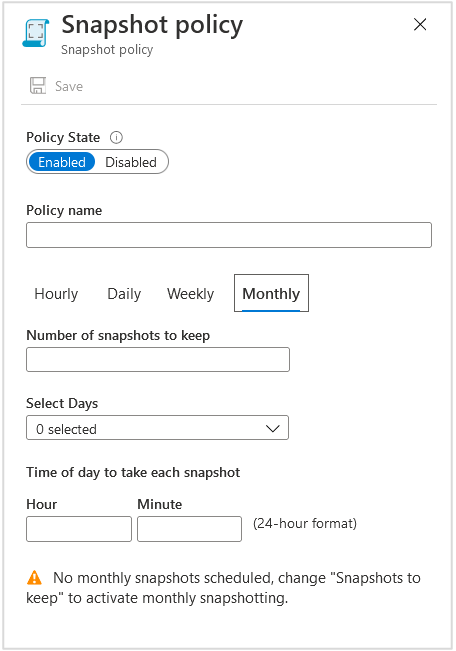 Snapshot policy
Snapshot policy
Save
Policy State
Enabled Disabled
Policy name
Hourly Daily Weekly Monthly
Number of snapshots to keep
Select Days
0 selected
Time of day to take each snapshot
Hour Minute
(24-hour format)
No monthly snapshots scheduled, change "Snapshots to
keep" to activate monthly snapshotting.